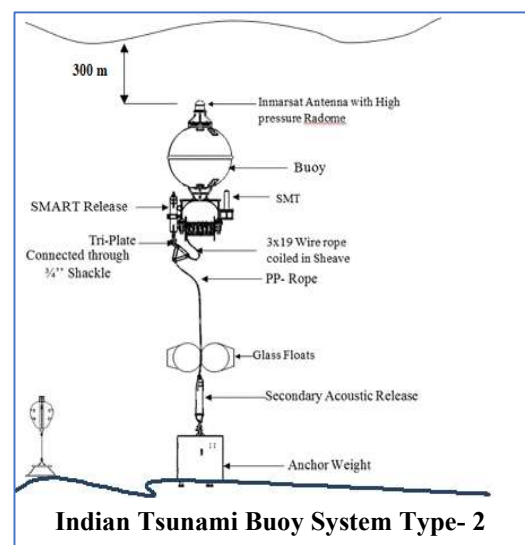 300 m
Inmarsat Antenna with High
pressure Radome
Buoy
SMART Release
SMT
Tri-Plate
Connected through
¾’’ Shackle
3x19 Wire rope
coiled in Sheave
PP- Rope
Glass Floats
Secondary Acoustic Release
Anchor Weight
Indian Tsunami Buoy System Type- 2